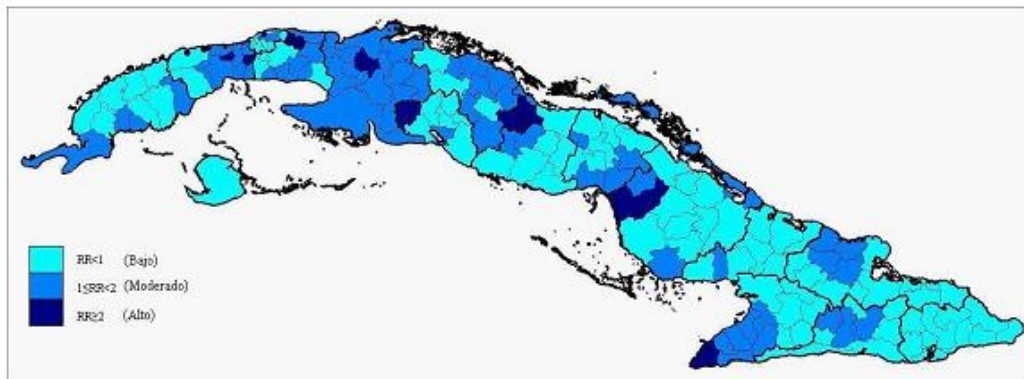 RR<1 (Bajo)
1≤RR<2 (Moderado)
RR≥2 (Alto)